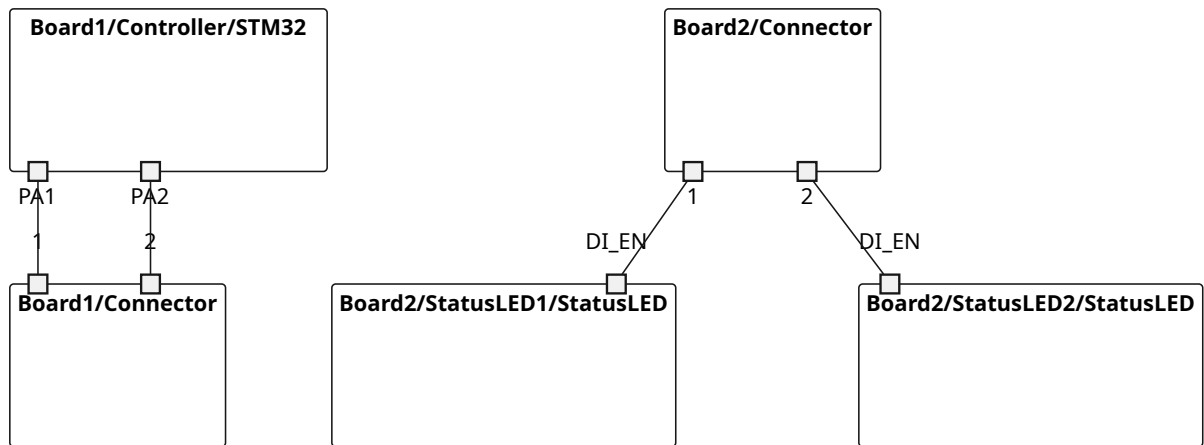 Board1/Controller/STM32
Board2/Connector
PA1
PA2
1
2
1
2
DI_EN
DI_EN
Board1/Connector
Board2/StatusLED1/StatusLED
Board2/StatusLED2/StatusLED